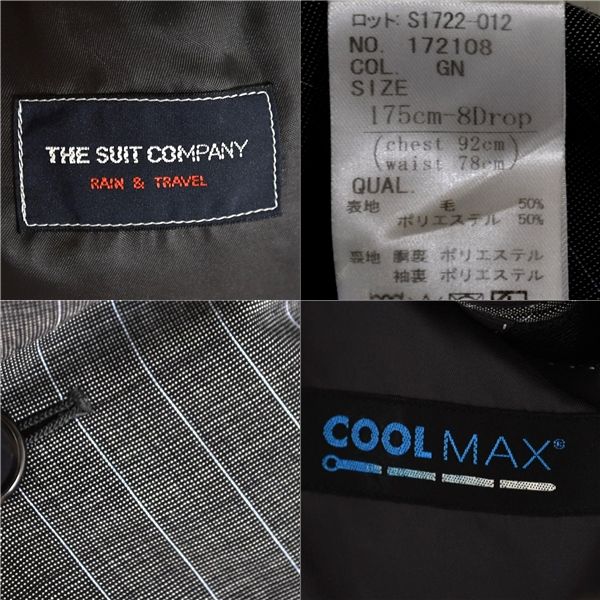 THE SUIT COMPANY
RAIN & TRAVEL
ロット: S1722-012
NO. 172108
COL. GN
SIZE
175cm-8Drop
(chest 92cm)
(waist 78cm)
QUAL.
表地 毛 50%
ポリエステル 50%
裏地 胴裏 ポリエステル
袖裏 ポリエステル
COOLMAX®